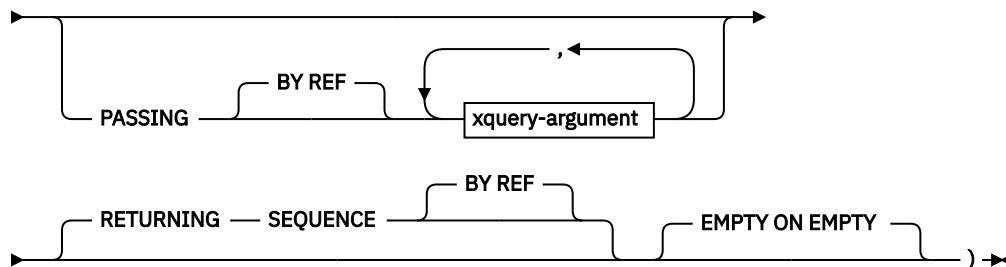 ,
BY REF
PASSING xquery-argument
BY REF
RETURNING SEQUENCE EMPTY ON EMPTY
)